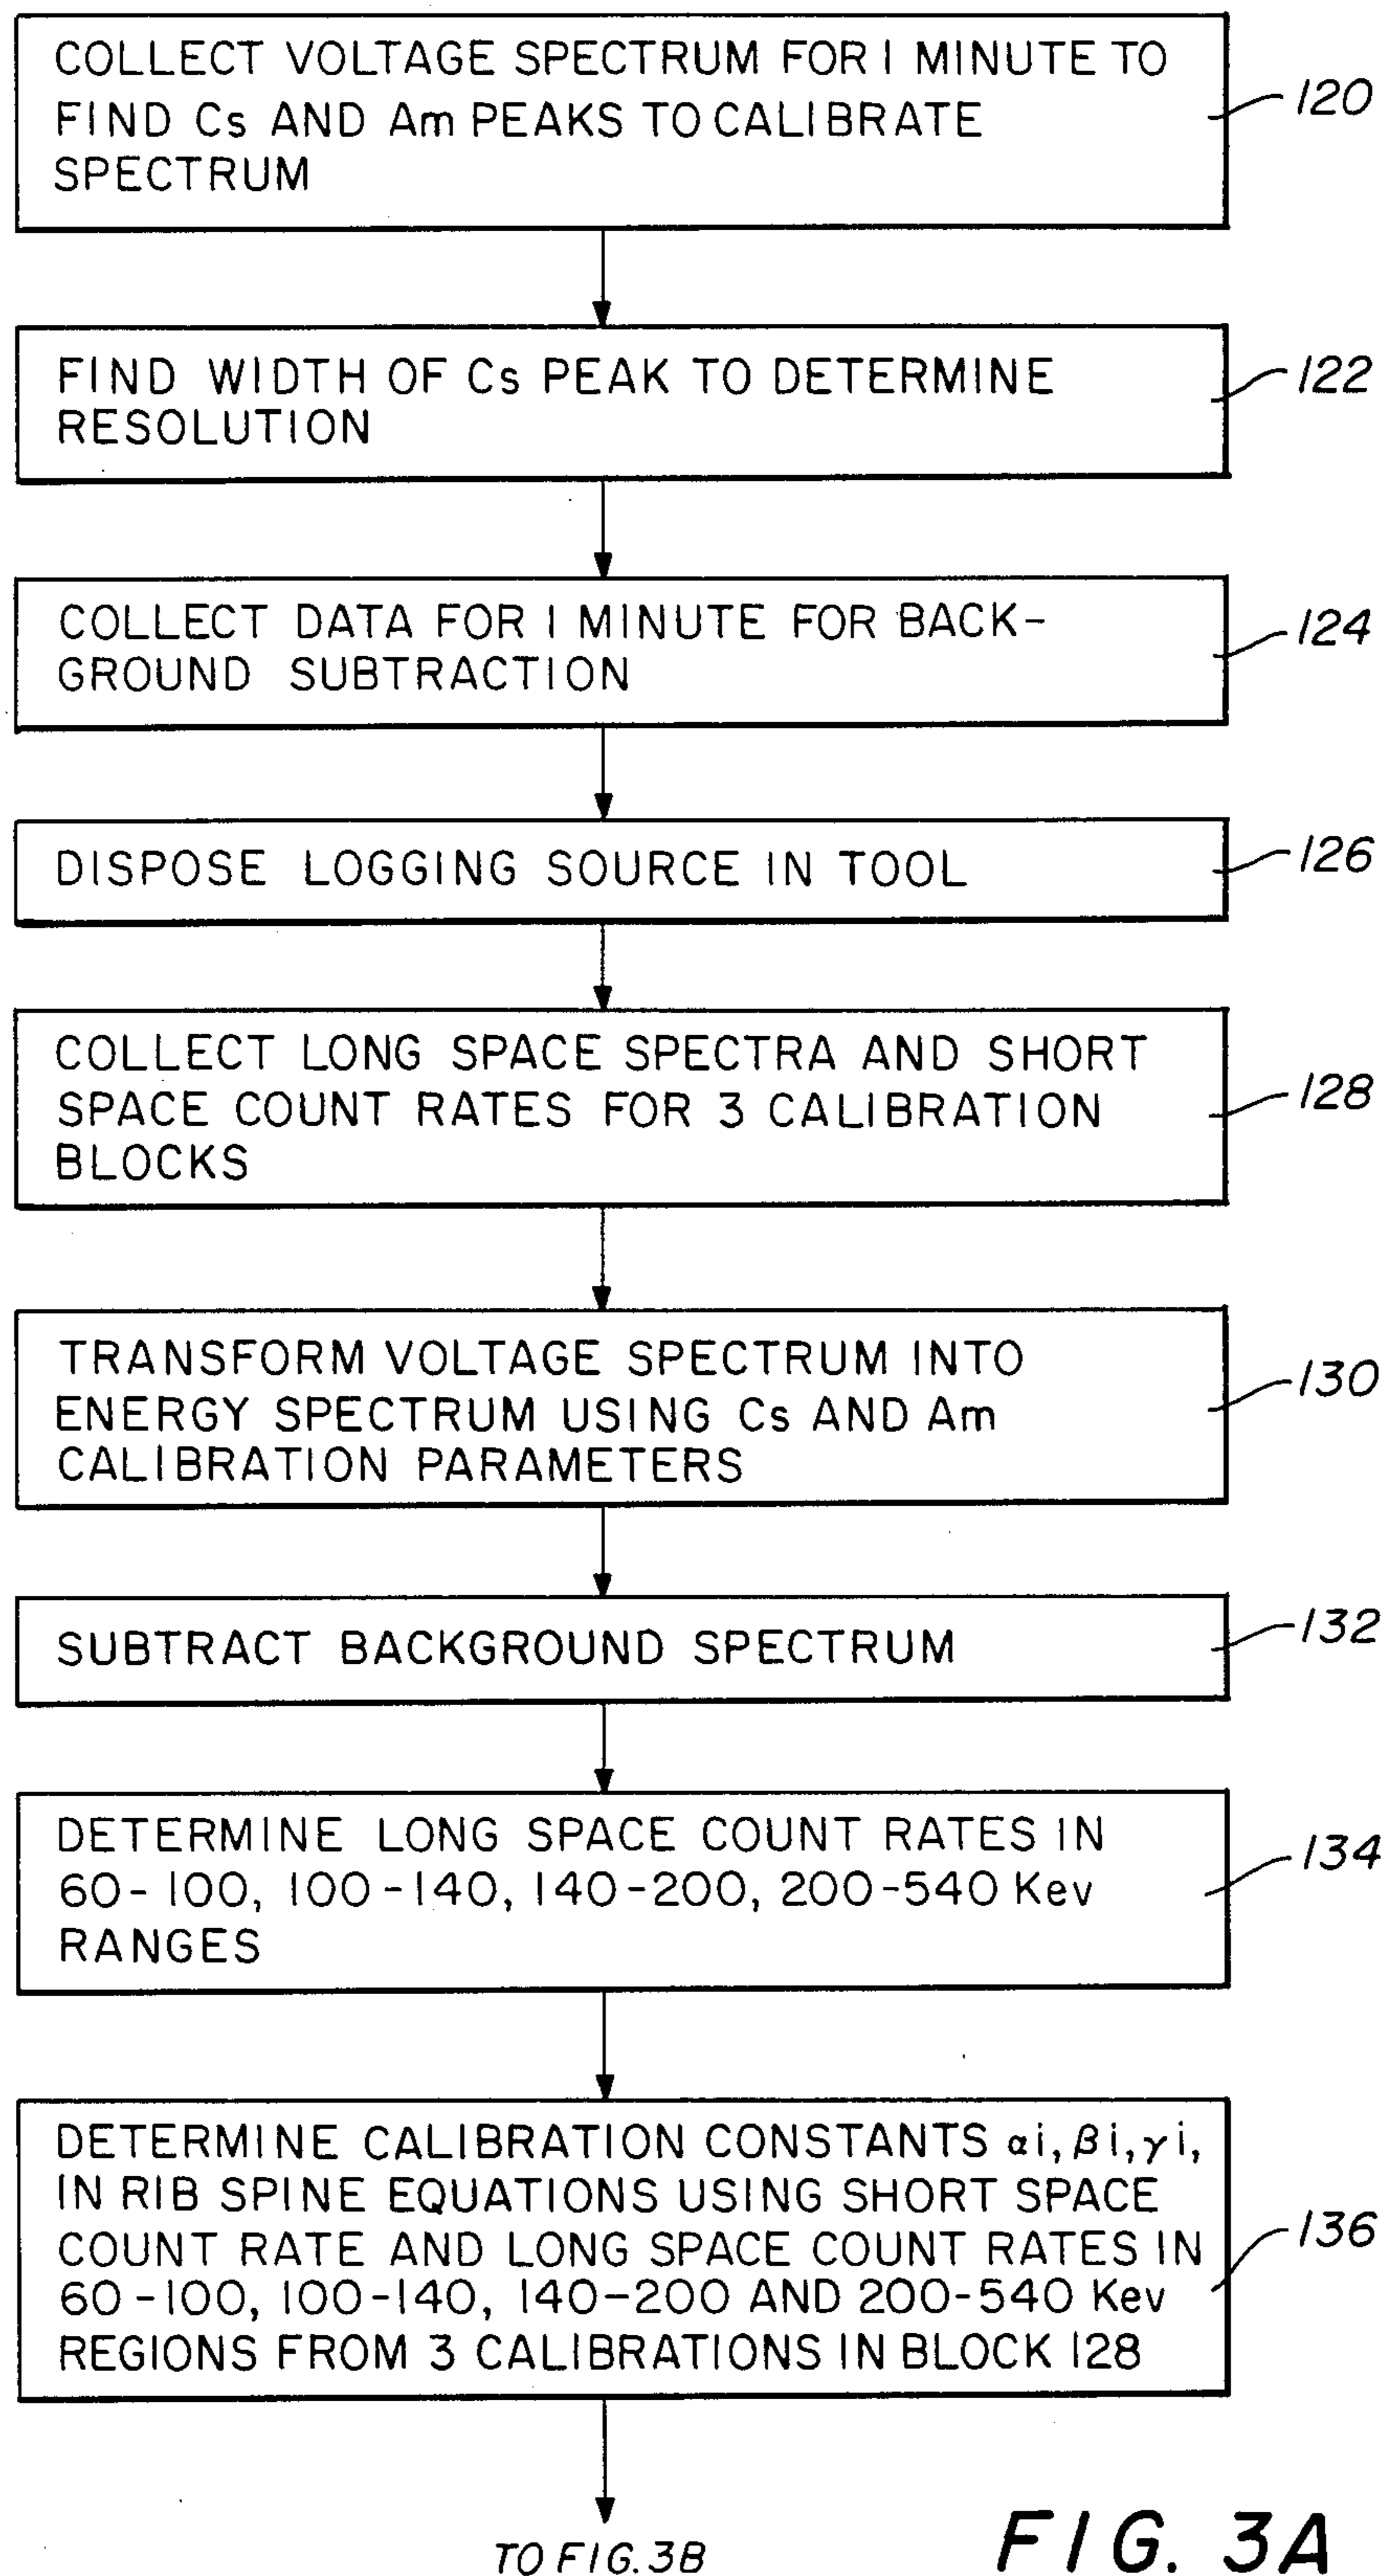 COLLECT VOLTAGE SPECTRUM FOR 1 MINUTE TO
FIND Cs AND Am PEAKS TO CALIBRATE
SPECTRUM
120
FIND WIDTH OF Cs PEAK TO DETERMINE
RESOLUTION
122
COLLECT DATA FOR 1 MINUTE FOR BACK-
GROUND SUBTRACTION
124
DISPOSE LOGGING SOURCE IN TOOL
126
COLLECT LONG SPACE SPECTRA AND SHORT
SPACE COUNT RATES FOR 3 CALIBRATION
BLOCKS
128
TRANSFORM VOLTAGE SPECTRUM INTO
ENERGY SPECTRUM USING Cs AND Am
CALIBRATION PARAMETERS
130
SUBTRACT BACKGROUND SPECTRUM
132
DETERMINE LONG SPACE COUNT RATES IN
60-100, 100-140, 140-200, 200-540 Kev
RANGES
134
DETERMINE CALIBRATION CONSTANTS αi, βi, γi,
IN RIB SPINE EQUATIONS USING SHORT SPACE
COUNT RATE AND LONG SPACE COUNT RATES IN
60-100, 100-140, 140-200 AND 200-540 Kev
REGIONS FROM 3 CALIBRATIONS IN BLOCK 128
136
TO FIG. 3B
FIG. 3A